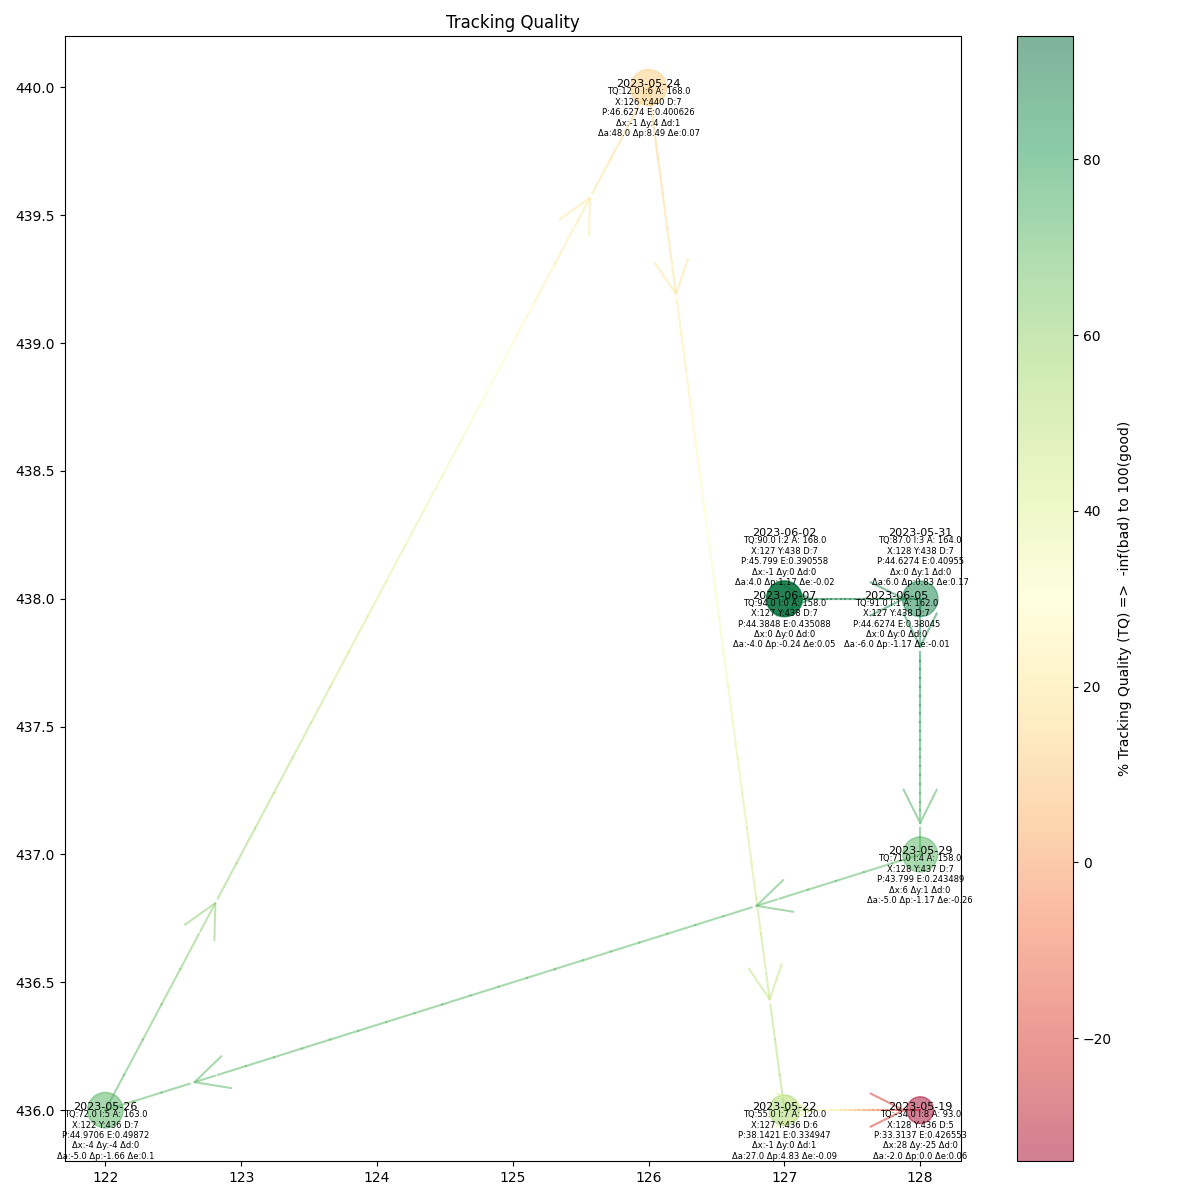 Tracking Quality
2023-05-24
TQ:12.0 I:6 A: 168.0
X:126 Y:440 D:7
P:46.6274 E:0.400626
Δx:-1 Δy:4 Δd:1
Δa:48.0 Δp:8.49 Δe:0.07
2023-06-02
TQ:90.0 I:2 A: 168.0
X:127 Y:438 D:7
P:45.799 E:0.390558
Δx:-1 Δy:0 Δd:0
Δa:4.0 Δp:1.17 Δe:-0.02
2023-05-31
TQ:87.0 I:3 A: 164.0
X:128 Y:438 D:7
P:44.6274 E:0.40955
Δx:0 Δy:1 Δd:0
Δa:6.0 Δp:0.83 Δe:0.17
2023-06-07
TQ:94.0 I:0 A: 158.0
X:127 Y:438 D:7
P:44.3848 E:0.435088
Δx:0 Δy:0 Δd:0
Δa:-4.0 Δp:-0.24 Δe:0.05
2023-06-05
TQ:91.0 I:1 A: 162.0
X:127 Y:438 D:7
P:44.6274 E:0.38045
Δx:0 Δy:0 Δd:0
Δa:-6.0 Δp:-1.17 Δe:-0.01
2023-05-29
TQ:71.0 I:4 A: 158.0
X:128 Y:437 D:7
P:43.799 E:0.243489
Δx:6 Δy:1 Δd:0
Δa:-5.0 Δp:-1.17 Δe:-0.26
2023-05-26
TQ:72.0 I:5 A: 163.0
X:122 Y:436 D:7
P:44.9706 E:0.49872
Δx:-4 Δy:-4 Δd:0
Δa:-5.0 Δp:-1.66 Δe:0.1
2023-05-22
TQ:55.0 I:7 A: 120.0
X:127 Y:436 D:6
P:38.1421 E:0.334947
Δx:-1 Δy:0 Δd:1
Δa:27.0 Δp:4.83 Δe:-0.09
2023-05-19
TQ:-34.0 I:8 A: 93.0
X:128 Y:436 D:5
P:33.3137 E:0.426553
Δx:28 Δy:-25 Δd:0
Δa:-2.0 Δp:0.0 Δe:0.06
440.0
439.5
439.0
438.5
438.0
437.5
437.0
436.5
436.0
122
123
124
125
126
127
128
80
60
40
20
0
−20
% Tracking Quality (TQ) => -inf(bad) to 100(good)